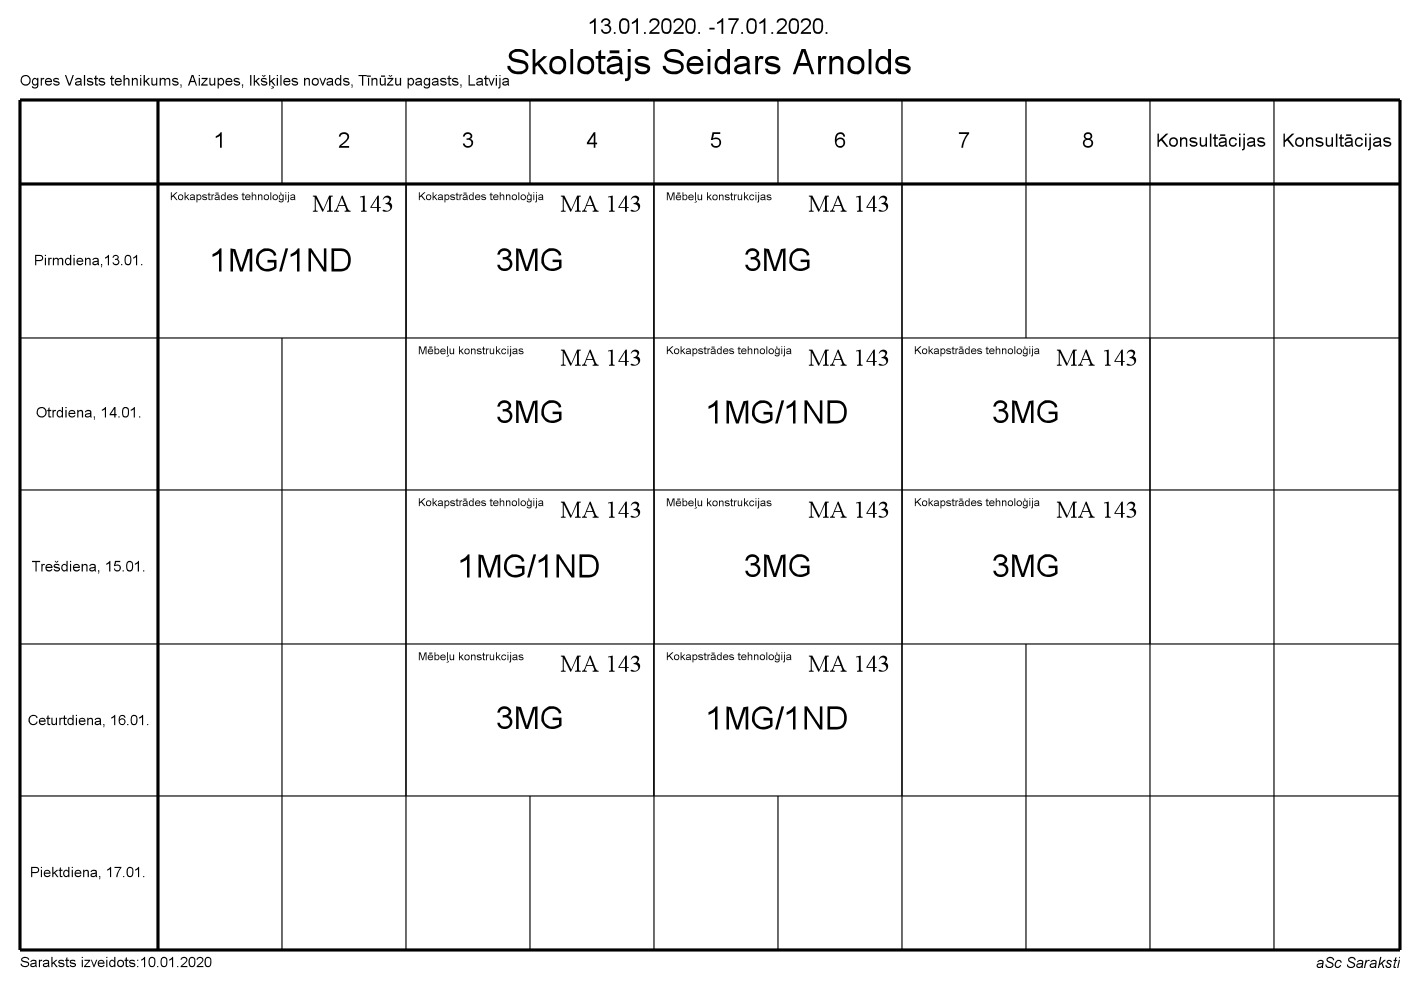 13.01.2020. -17.01.2020.
Skolotājs Seidars Arnolds
Ogres Valsts tehnikums, Aizupes, Ikšķiles novads, Tīnūžu pagasts, Latvija
1 2 3 4 5 6 7 8 Konsultācijas Konsultācijas
Kokapstrādes tehnoloģija MA 143 Kokapstrādes tehnoloģija MA 143 Mēbeļu konstrukcijas MA 143
Pirmdiena,13.01. 1MG/1ND 3MG 3MG
Mēbeļu konstrukcijas MA 143 Kokapstrādes tehnoloģija MA 143 Kokapstrādes tehnoloģija MA 143
Otrdiena, 14.01. 3MG 1MG/1ND 3MG
Kokapstrādes tehnoloģija MA 143 Mēbeļu konstrukcijas MA 143 Kokapstrādes tehnoloģija MA 143
Trešdiena, 15.01. 1MG/1ND 3MG 3MG
Mēbeļu konstrukcijas MA 143 Kokapstrādes tehnoloģija MA 143
Ceturtdiena, 16.01. 3MG 1MG/1ND
Piektdiena, 17.01.
Saraksts izveidots:10.01.2020 aSc Saraksti